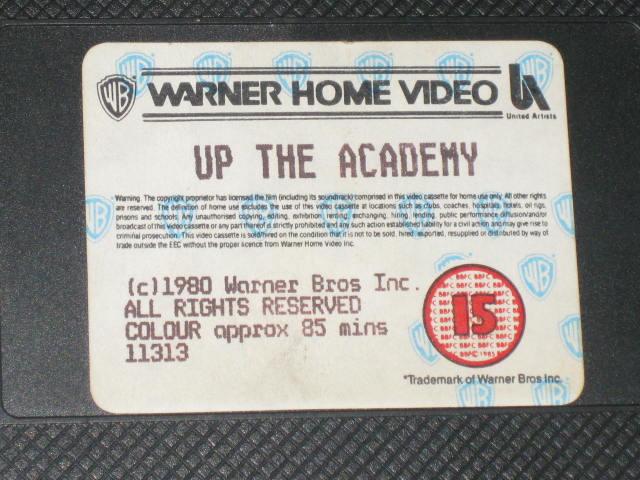 WB WARNER HOME VIDEO
United Artists
UP THE ACADEMY
Warning. The copyright proprietor has licensed the film (including its soundtrack) comprised in this video cassette for home use only. All other rights
are reserved. The definition of home use excludes the use of this video cassette at locations such as clubs, coaches, hospitals, hotels, oil rigs,
prisons and schools. Any unauthorised copying, editing, exhibition, renting, exchanging, hiring, lending, public performance diffusion and/or
broadcast of this video cassette or any part thereof is strictly prohibited and any such action established liability for a civil action and may give rise to
criminal prosecution. This video cassette is sold/hired on the condition that it is not to be sold, hired, exported, resupplied or distributed by way of
trade outside the EEC without the proper licence from Warner Home Video Inc.
(c)1980 Warner Bros Inc.
ALL RIGHTS RESERVED
COLOUR approx 85 mins
11313
15
BBFC
©1985
*Trademark of Warner Bros Inc.